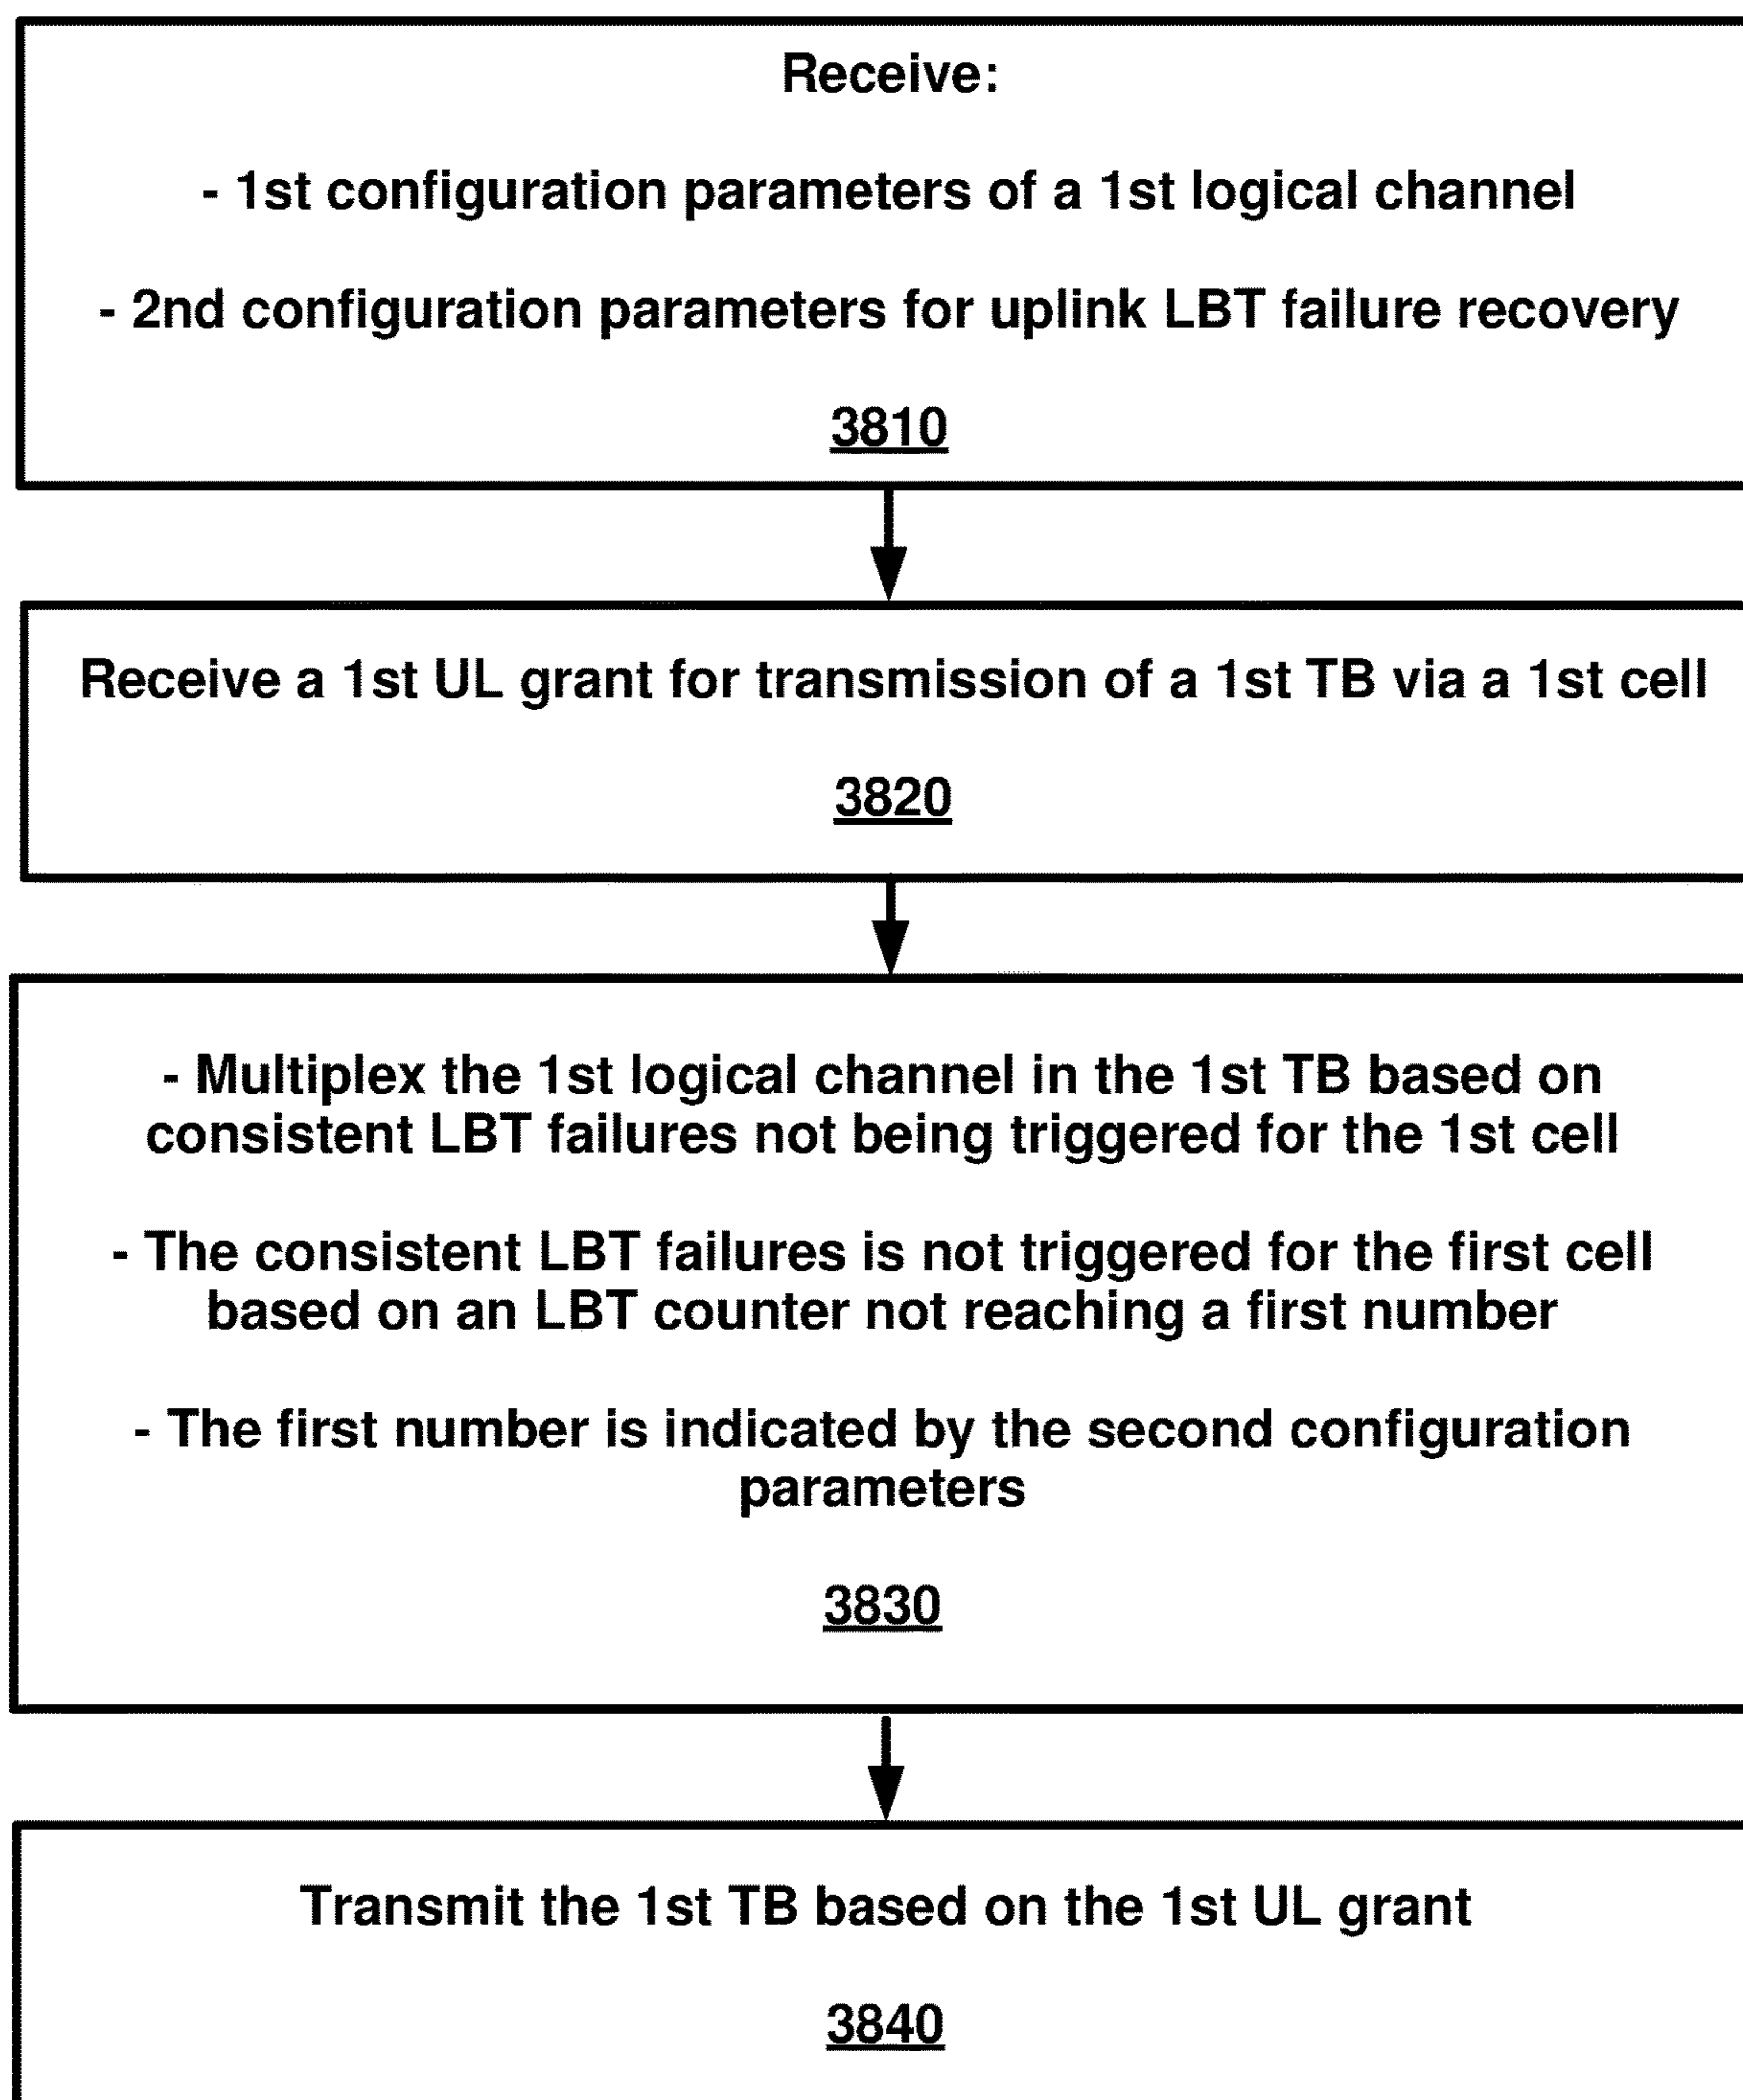 Receive:
- 1st configuration parameters of a 1st logical channel
- 2nd configuration parameters for uplink LBT failure recovery
3810
Receive a 1st UL grant for transmission of a 1st TB via a 1st cell
3820
- Multiplex the 1st logical channel in the 1st TB based on
consistent LBT failures not being triggered for the 1st cell
- The consistent LBT failures is not triggered for the first cell
based on an LBT counter not reaching a first number
- The first number is indicated by the second configuration
parameters
3830
Transmit the 1st TB based on the 1st UL grant
3840